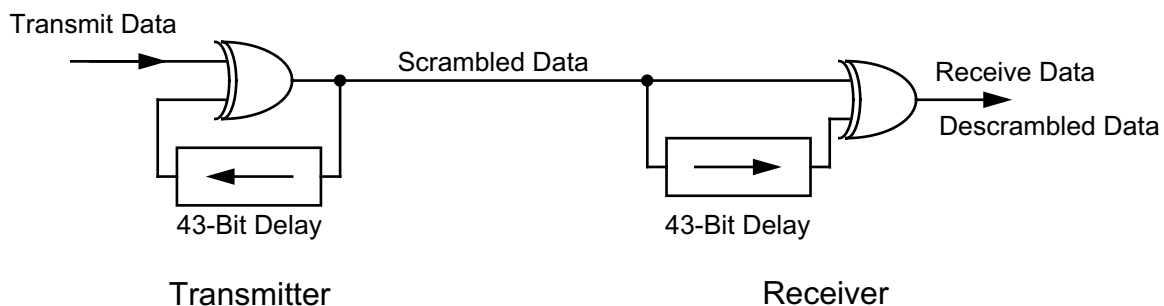 Transmit Data
Scrambled Data
Receive Data
Descrambled Data
43-Bit Delay
43-Bit Delay
Transmitter
Receiver